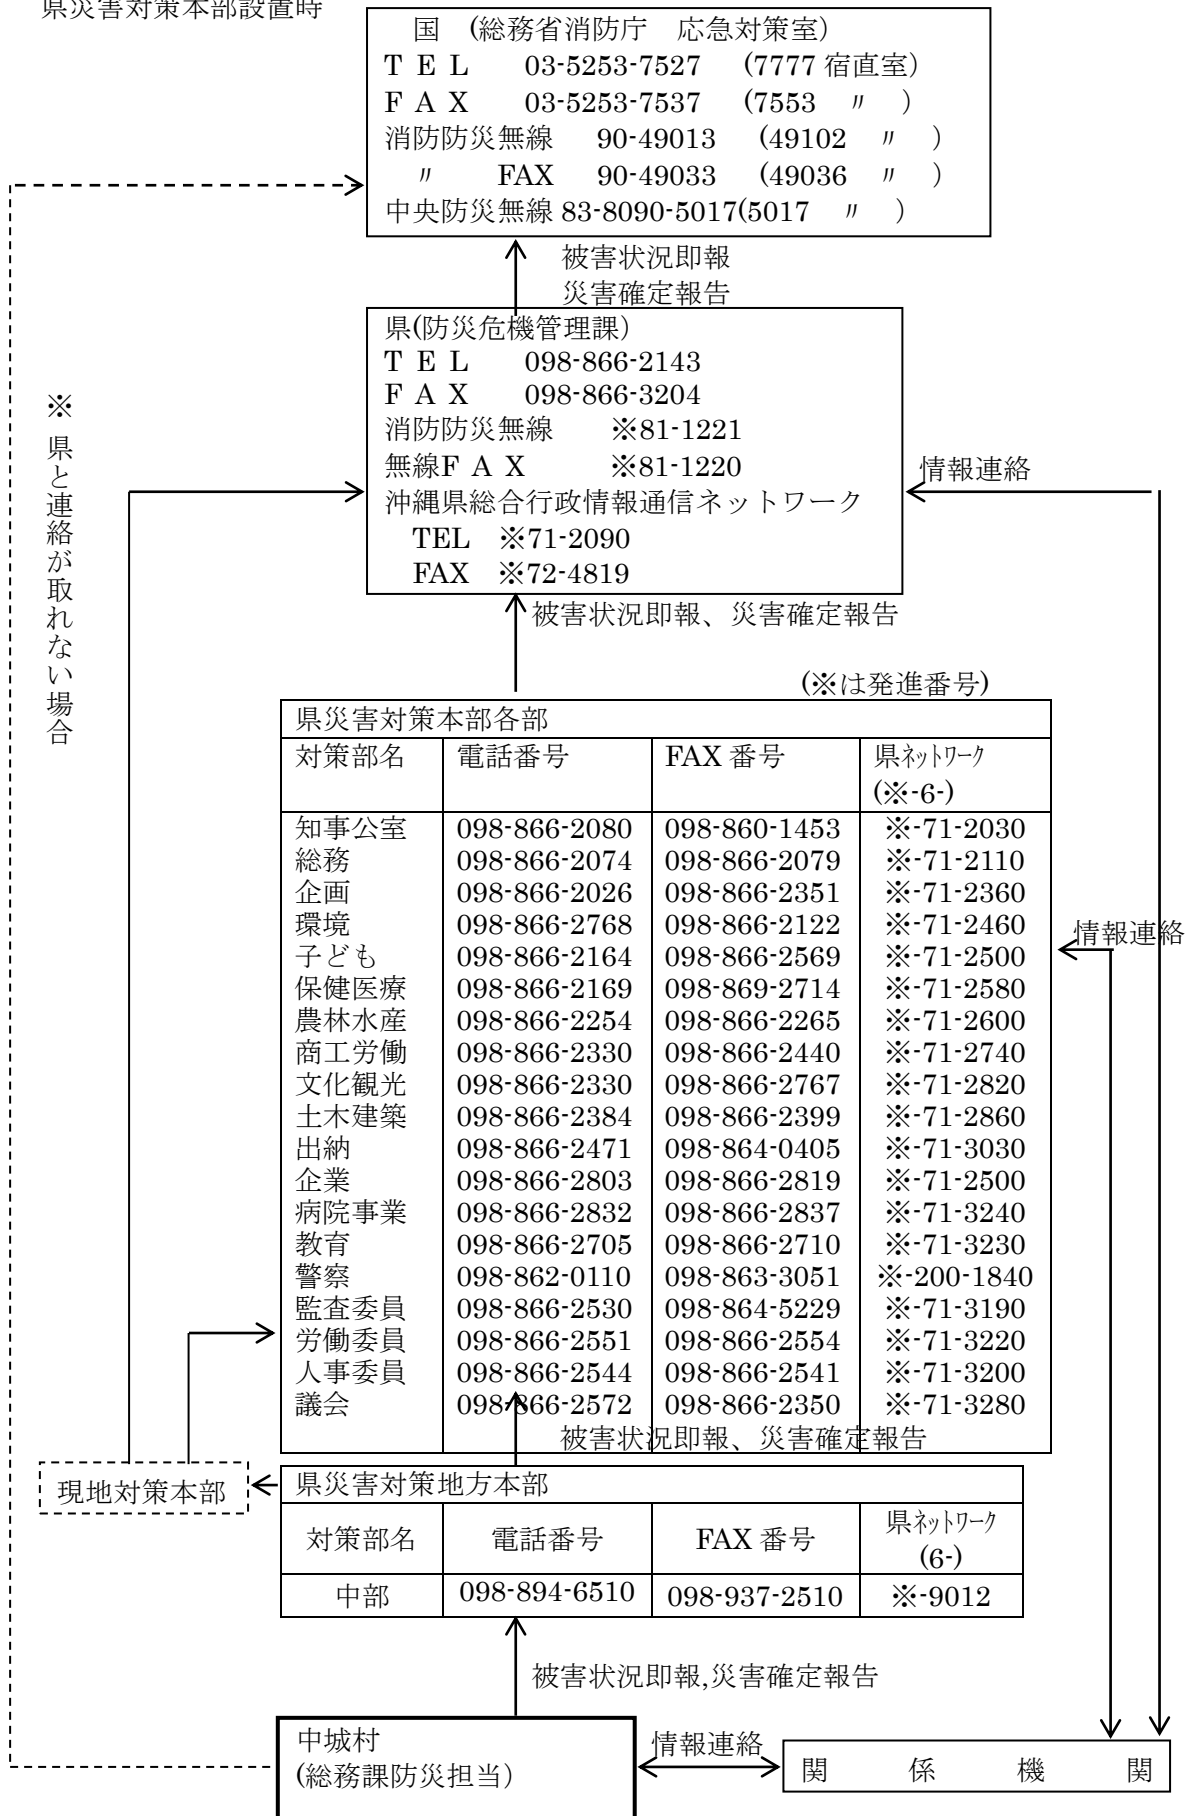 県災害対策本部設置時
国 (総務省消防庁 応急対策室)
T E L 03-5253-7527 (7777 宿直室)
F A X 03-5253-7537 (7553 〃 )
消防防災無線 90-49013 (49102 〃 )
〃 FAX 90-49033 (49036 〃 )
中央防災無線 83-8090-5017(5017 〃 )
被害状況即報
災害確定報告
県(防災危機管理課)
T E L 098-866-2143
F A X 098-866-3204
消防防災無線 ※81-1221
無線F A X ※81-1220
沖縄県総合行政情報通信ネットワーク
TEL ※71-2090
FAX ※72-4819
情報連絡
※ 県と連絡が取れない場合
被害状況即報、災害確定報告
(※は発進番号)
県災害対策本部各部
対策部名 電話番号 FAX 番号 県ネットワーク
(※-6-)
知事公室 098-866-2080 098-860-1453 ※-71-2030
総務 098-866-2074 098-866-2079 ※-71-2110
企画 098-866-2026 098-866-2351 ※-71-2360
環境 098-866-2768 098-866-2122 ※-71-2460
子ども 098-866-2164 098-866-2569 ※-71-2500
保健医療 098-866-2169 098-869-2714 ※-71-2580
農林水産 098-866-2254 098-866-2265 ※-71-2600
商工労働 098-866-2330 098-866-2440 ※-71-2740
文化観光 098-866-2330 098-866-2767 ※-71-2820
土木建築 098-866-2384 098-866-2399 ※-71-2860
出納 098-866-2471 098-864-0405 ※-71-3030
企業 098-866-2803 098-866-2819 ※-71-2500
病院事業 098-866-2832 098-866-2837 ※-71-3240
教育 098-866-2705 098-866-2710 ※-71-3230
警察 098-862-0110 098-863-3051 ※-200-1840
監査委員 098-866-2530 098-864-5229 ※-71-3190
労働委員 098-866-2551 098-866-2554 ※-71-3220
人事委員 098-866-2544 098-866-2541 ※-71-3200
議会 098-866-2572 098-866-2350 ※-71-3280
情報連絡
被害状況即報、災害確定報告
現地対策本部
県災害対策地方本部
対策部名 電話番号 FAX 番号 県ネットワーク
(6-)
中部 098-894-6510 098-937-2510 ※-9012
被害状況即報,災害確定報告
中城村
(総務課防災担当)
情報連絡
関 係 機 関